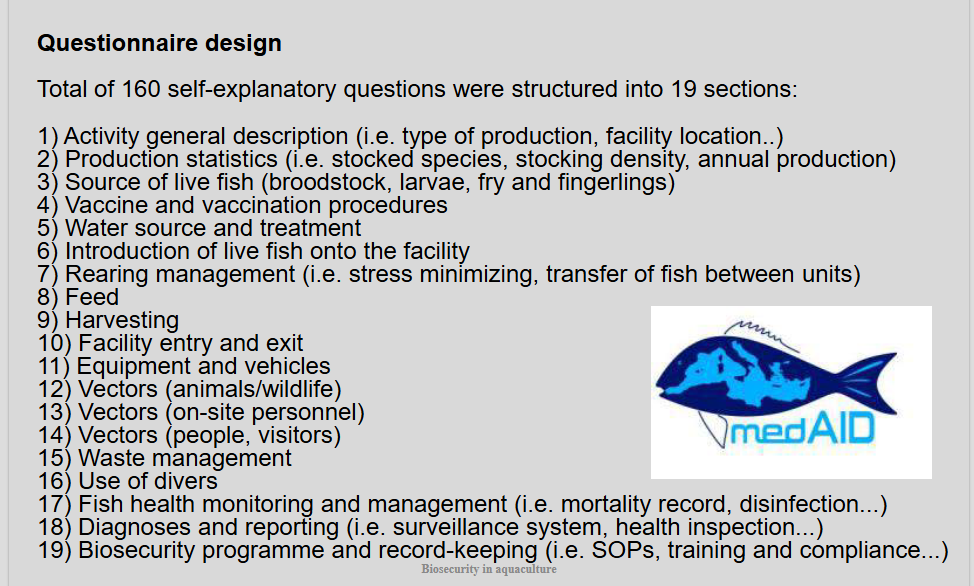 Questionnaire design
Total of 160 self-explanatory questions were structured into 19 sections:
1) Activity general description (i.e. type of production, facility location..)
2) Production statistics (i.e. stocked species, stocking density, annual production)
3) Source of live fish (broodstock, larvae, fry and fingerlings)
4) Vaccine and vaccination procedures
5) Water source and treatment
6) Introduction of live fish onto the facility
7) Rearing management (i.e. stress minimizing, transfer of fish between units)
8) Feed
9) Harvesting
10) Facility entry and exit
11) Equipment and vehicles
12) Vectors (animals/wildlife)
13) Vectors (on-site personnel)
14) Vectors (people, visitors)
15) Waste management
16) Use of divers
17) Fish health monitoring and management (i.e. mortality record, disinfection...)
18) Diagnoses and reporting (i.e. surveillance system, health inspection...)
19) Biosecurity programme and record-keeping (i.e. SOPs, training and compliance...)
medAID
Biosecurity in aquaculture